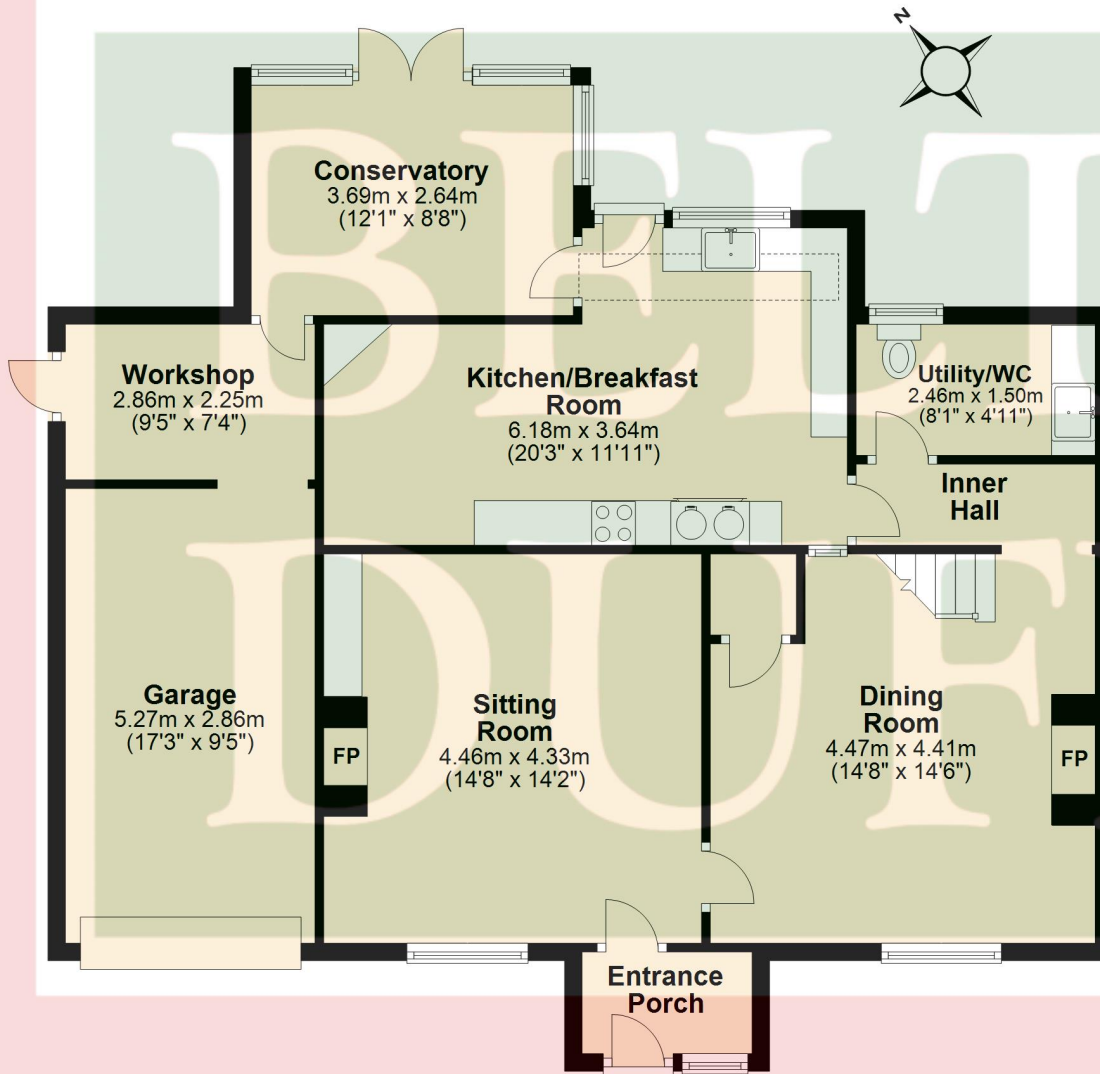 N
Conservatory
3.69m x 2.64m
(12'1" x 8'8")
Workshop
2.86m x 2.25m
(9'5" x 7'4")
Kitchen/Breakfast
Room
6.18m x 3.64m
(20'3" x 11'11")
Utility/WC
2.46m x 1.50m
(8'1" x 4'11")
Inner
Hall
Garage
5.27m x 2.86m
(17'3" x 9'5")
FP
Sitting
Room
4.46m x 4.33m
(14'8" x 14'2")
Dining
Room
4.47m x 4.41m
(14'8" x 14'6")
FP
Entrance
Porch
BELT
DUF